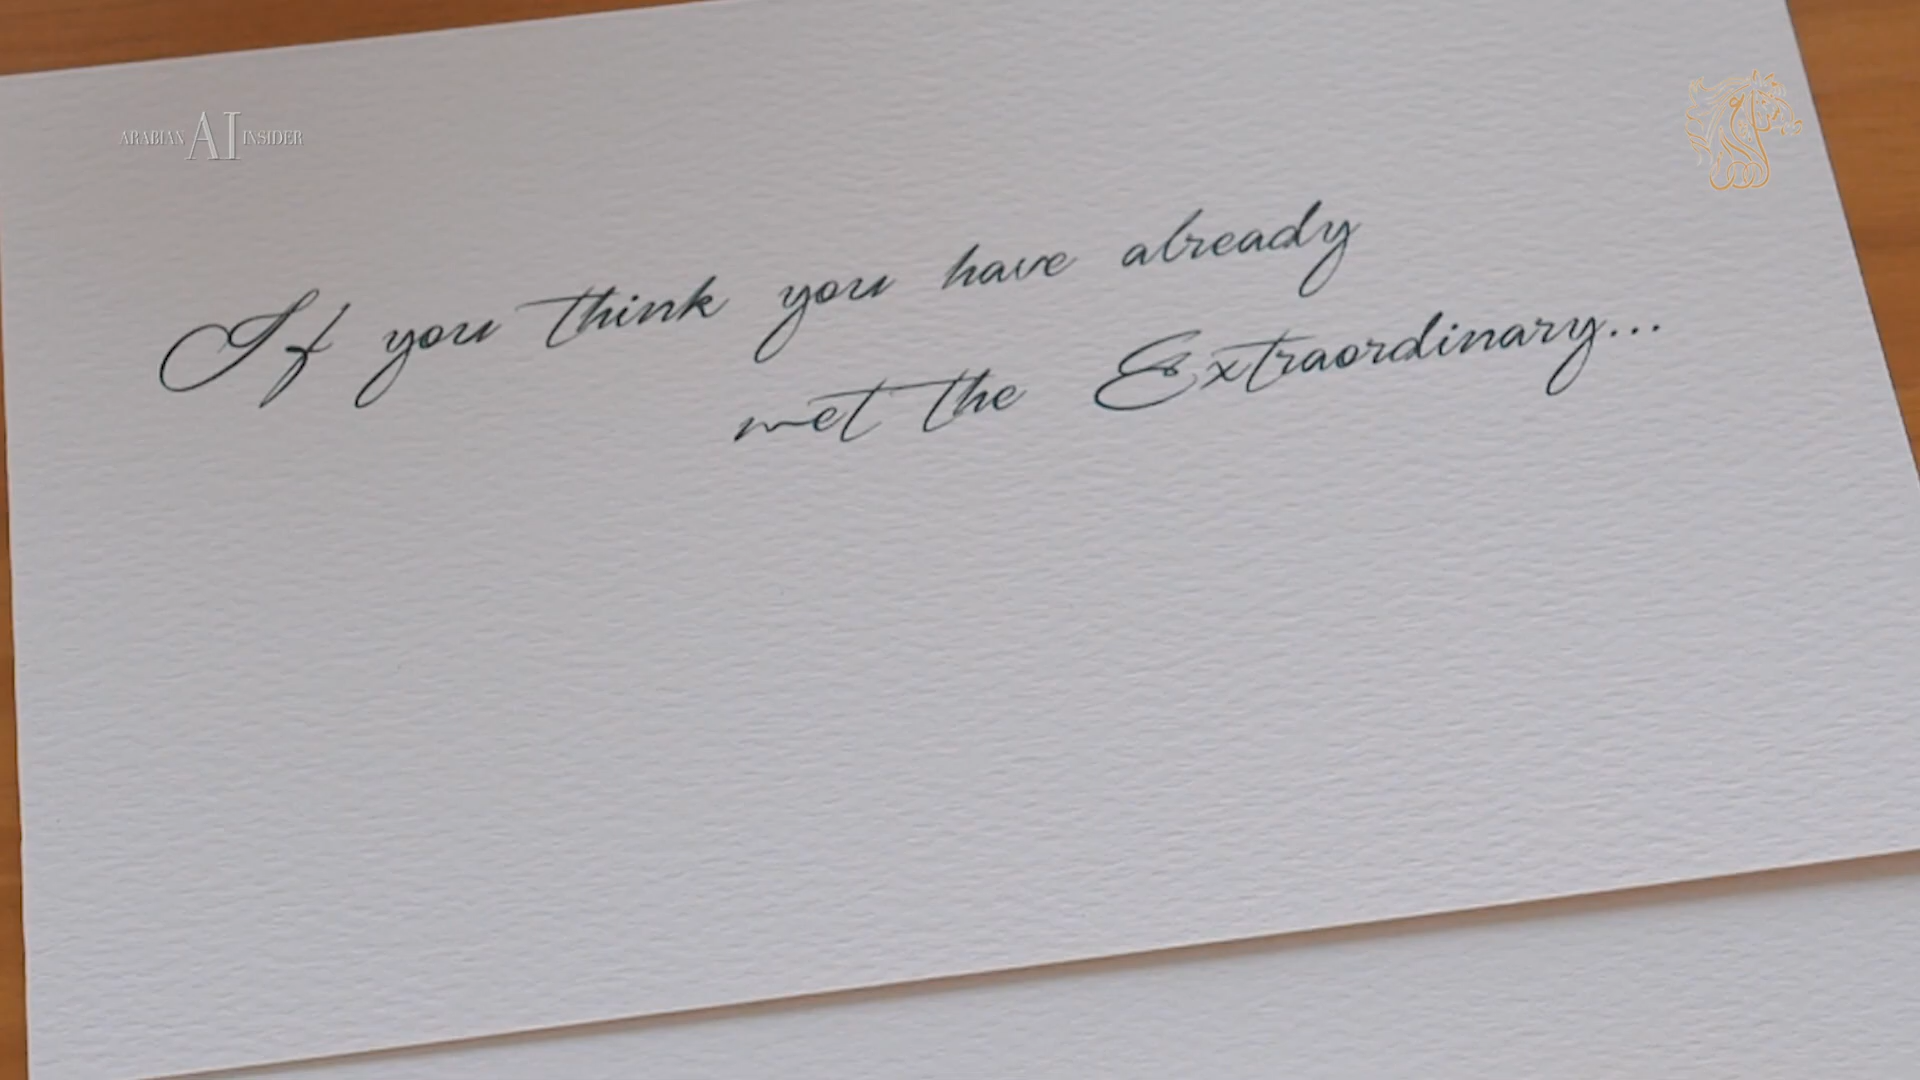 ARABIAN AI INSIDER
If you think you have already
met the Extraordinary...